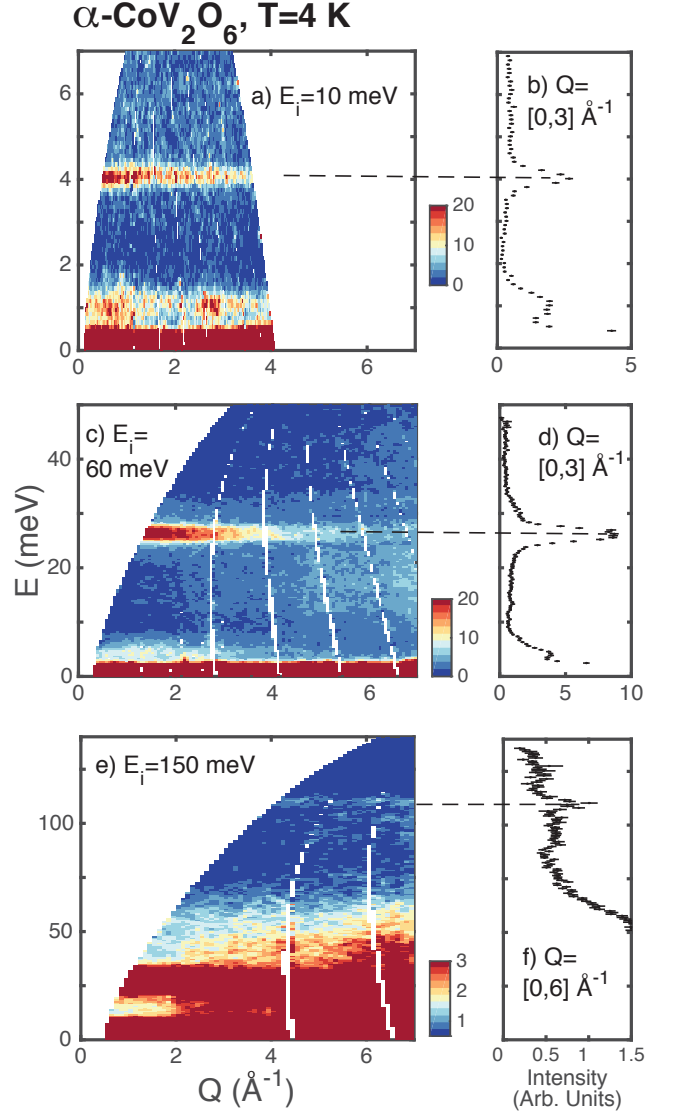 α-CoV₂O₆, T=4 K
a) Eᵢ=10 meV
b) Q=
[0,3] Å⁻¹
6
4
2
0
20
10
0
0 2 4 6
0 5
c) Eᵢ=
60 meV
d) Q=
[0,3] Å⁻¹
40
20
0
E (meV)
20
10
0
0 2 4 6
0 5 10
e) Eᵢ=150 meV
100
50
0
3
2
1
f) Q=
[0,6] Å⁻¹
0 2 4 6
0.5 1 1.5
Q (Å⁻¹)
Intensity
(Arb. Units)